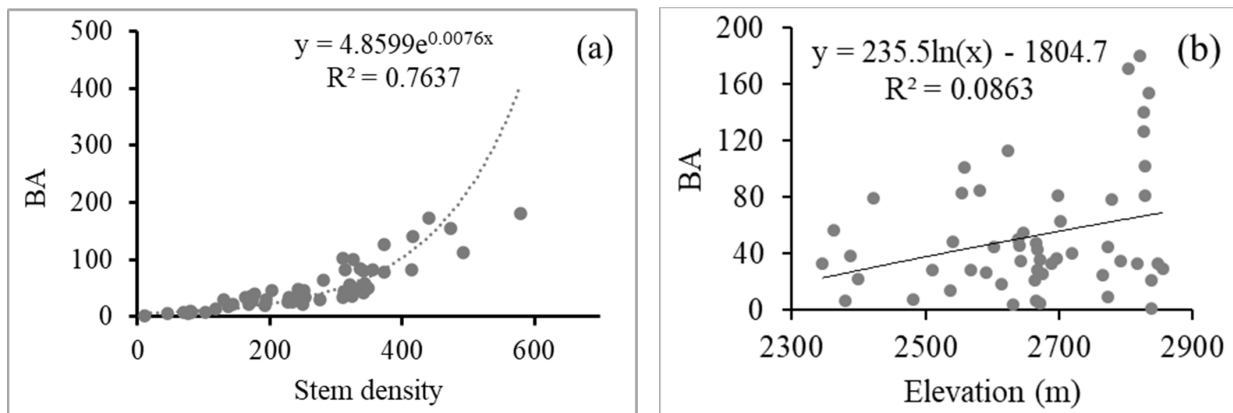 y = 4.8599e^0.0076x
R² = 0.7637
(a)
500
400
300
200
100
0
BA
0 200 400 600
Stem density
y = 235.5ln(x) - 1804.7
R² = 0.0863
(b)
200
160
120
80
40
0
BA
2300 2500 2700 2900
Elevation (m)